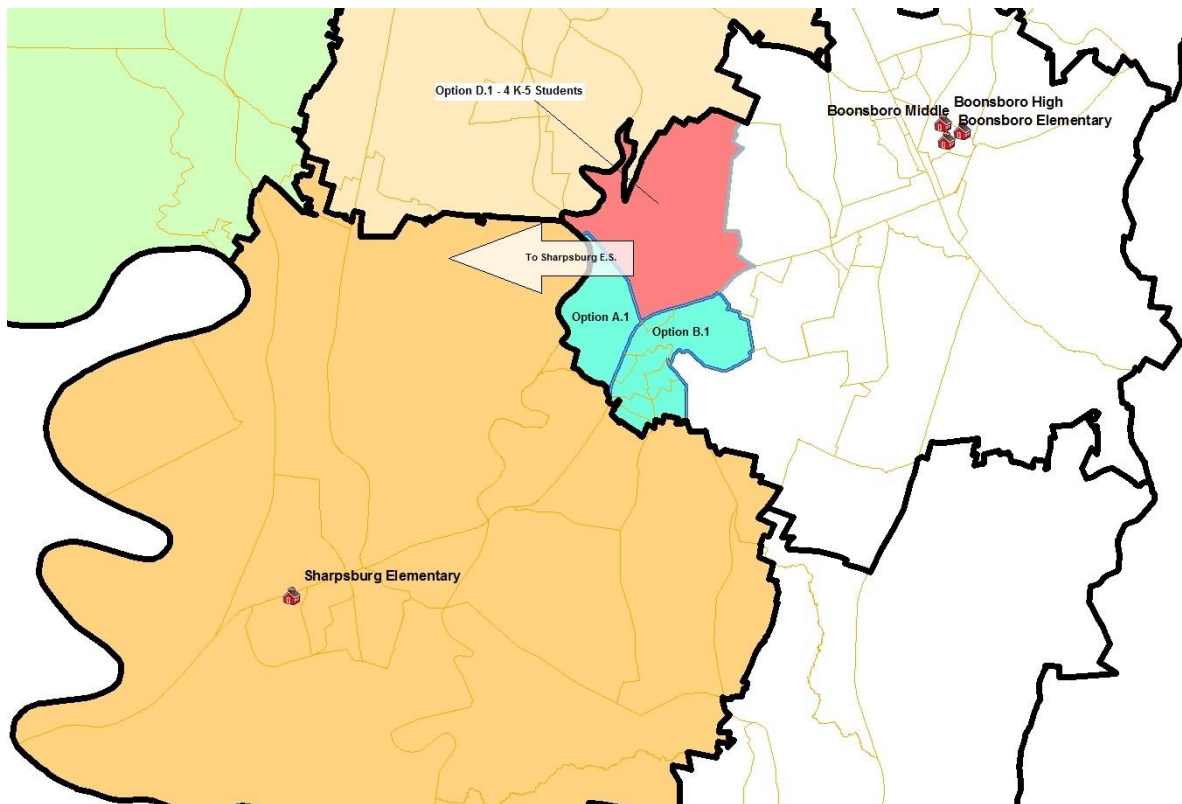 Option D.1 - 4 K-5 Students
Boonsboro High
Boonsboro Middle
Boonsboro Elementary
To Sharpsburg E.S.
Option A.1
Option B.1
Sharpsburg Elementary